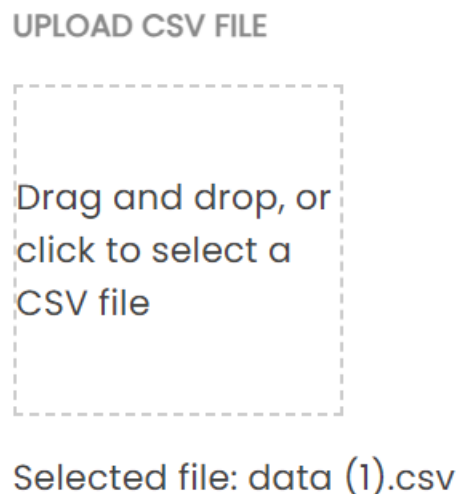 UPLOAD CSV FILE
Drag and drop, or
click to select a
CSV file
Selected file: data (1).csv